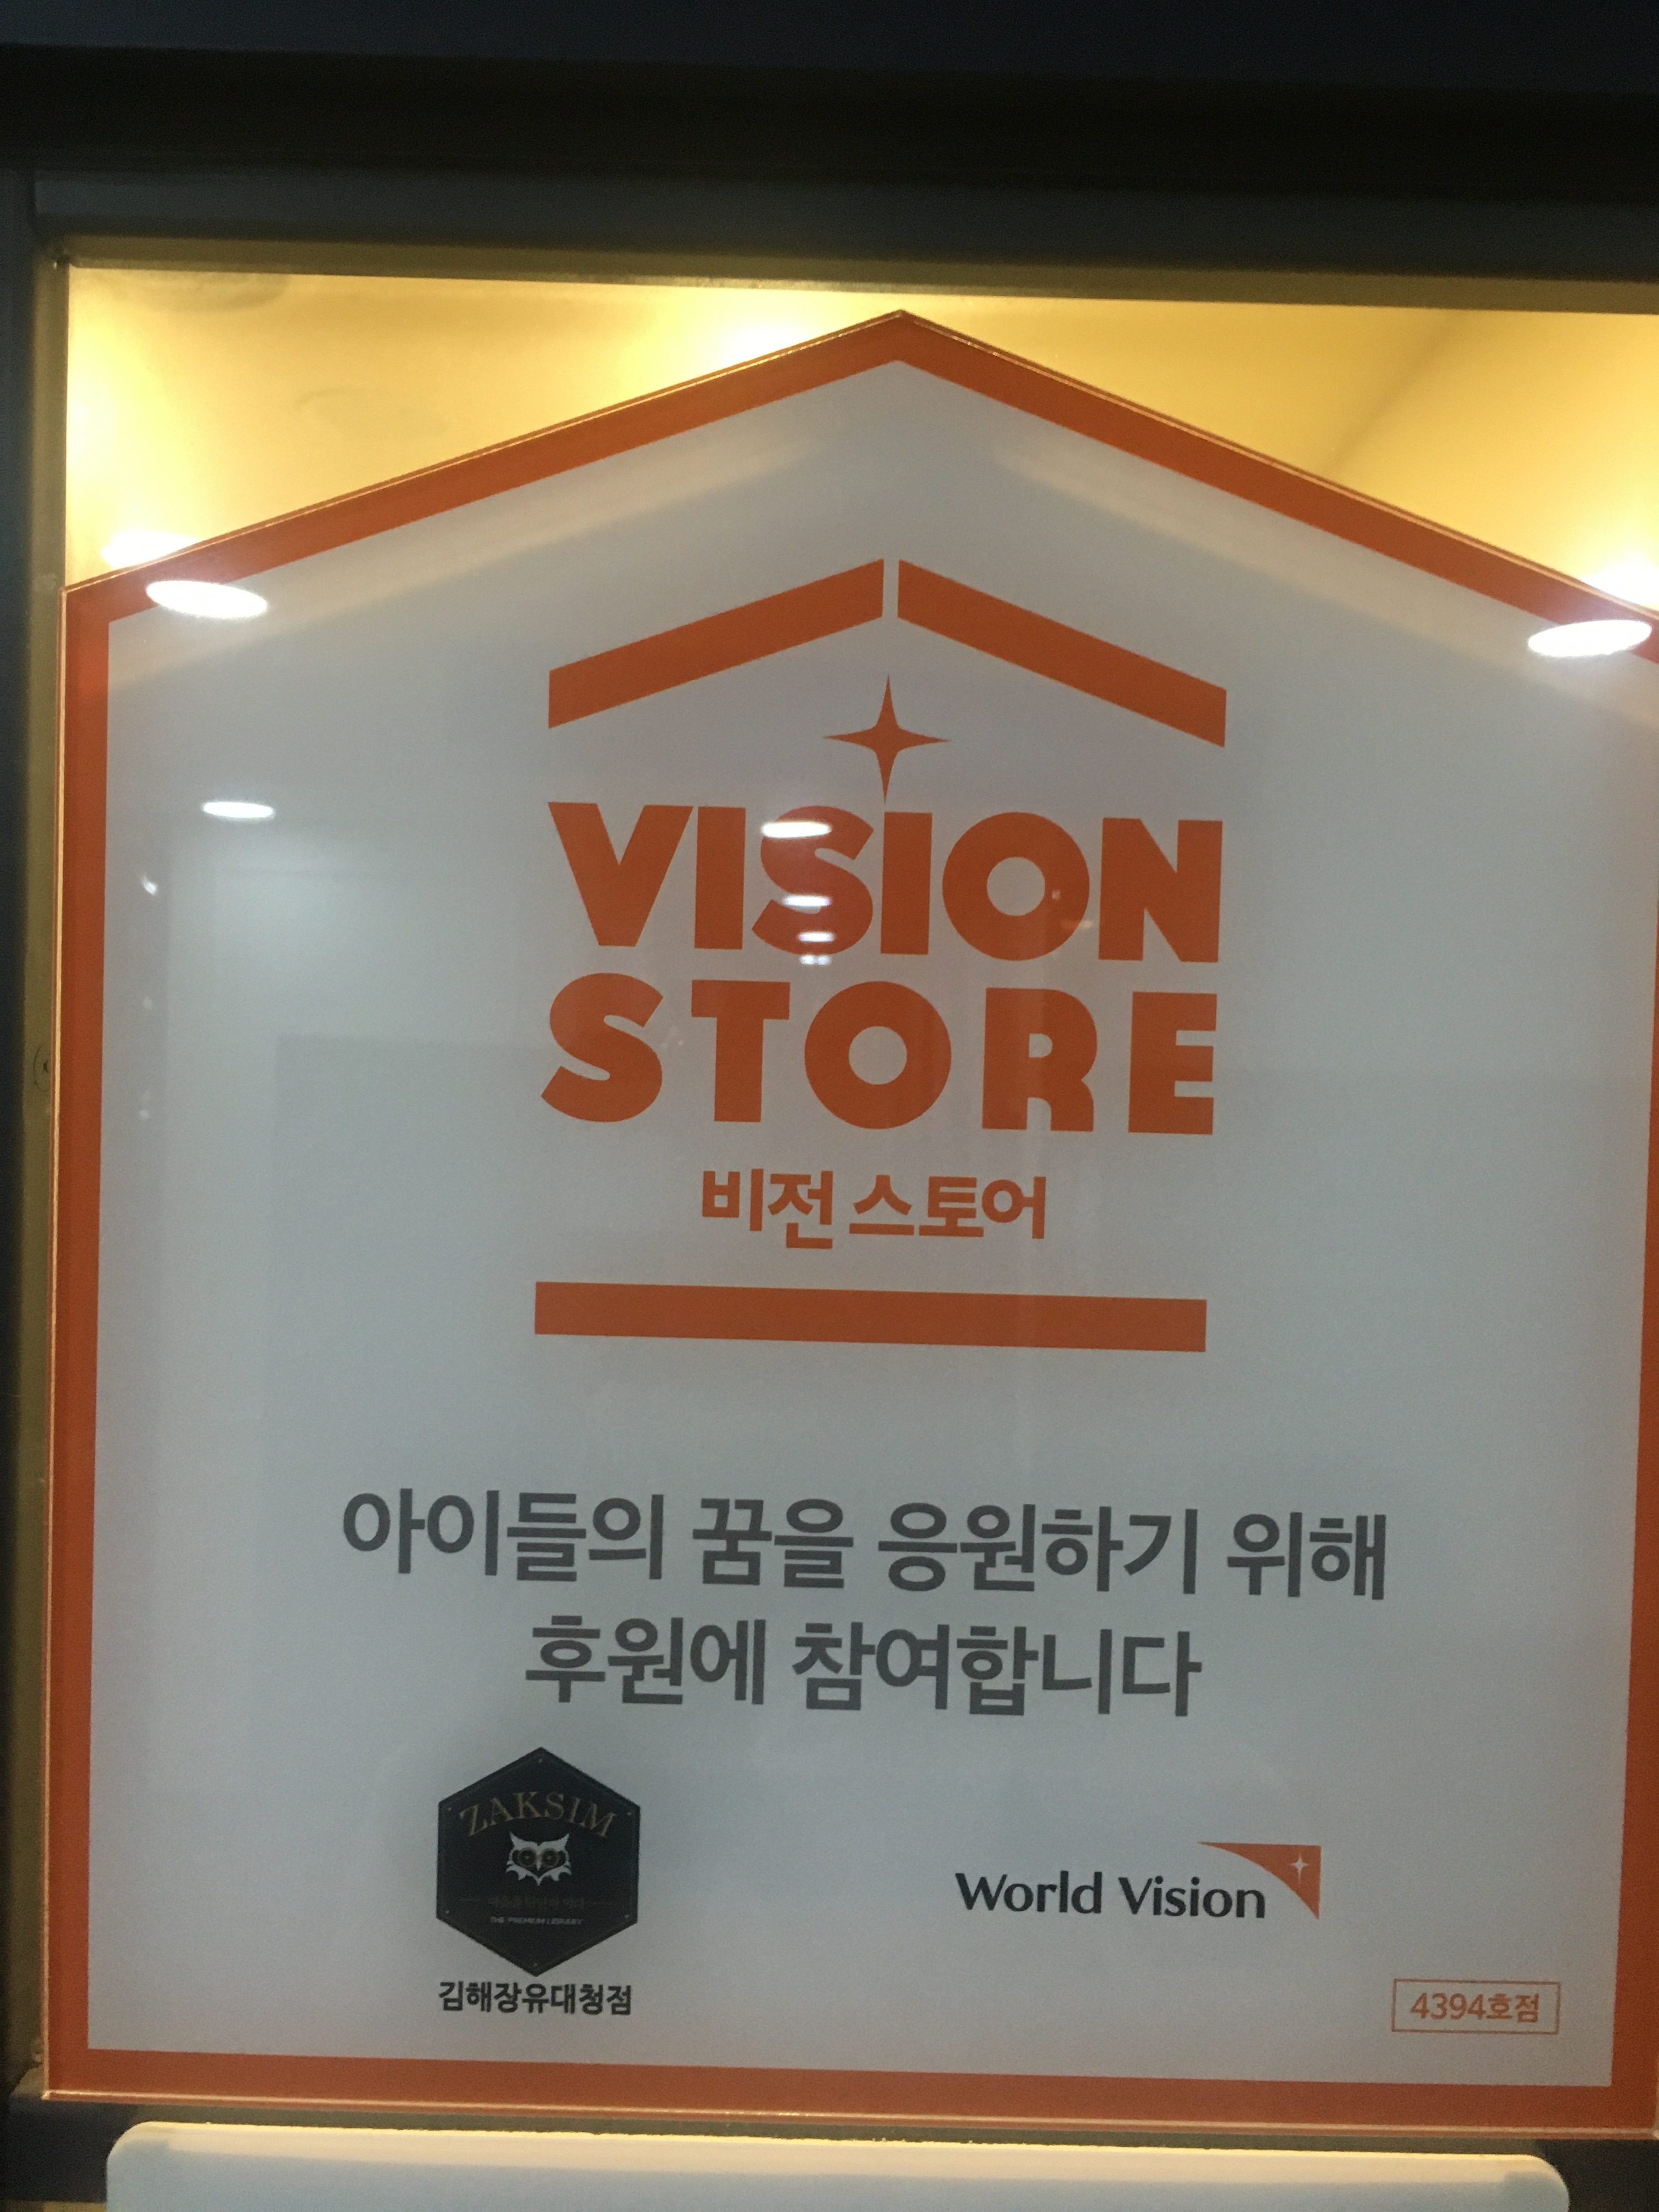 VISION
STORE
비전 스토어
아이들의 꿈을 응원하기 위해
후원에 참여합니다
ZAKSIM
THE PREMIUM LIBRARY
김해장유대청점
World Vision
4394호점